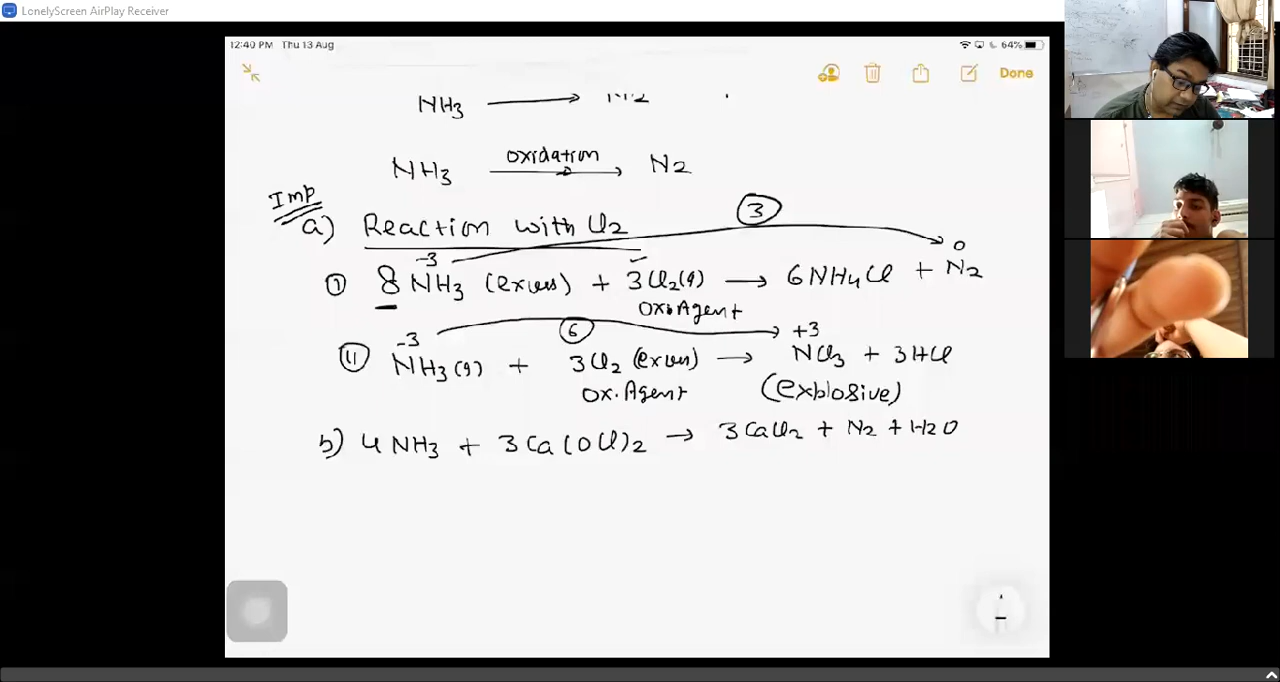 LonelyScreen AirPlay Receiver
12:40 PM Thu 13 Aug
64%
Done
NH3 → N2
NH3 oxidation → N2
Imp
a) Reaction with Cl2
3
-3 0
① 8 NH3 (excess) + 3Cl2(g) → 6NH4Cl + N2
Oxi Agent
-3 6 +3
② NH3(g) + 3Cl2 (excess) → NCl3 + 3HCl
Ox. Agent (Explosive)
b) 4 NH3 + 3Ca(OCl)2 → 3CaCl2 + N2 + H2O